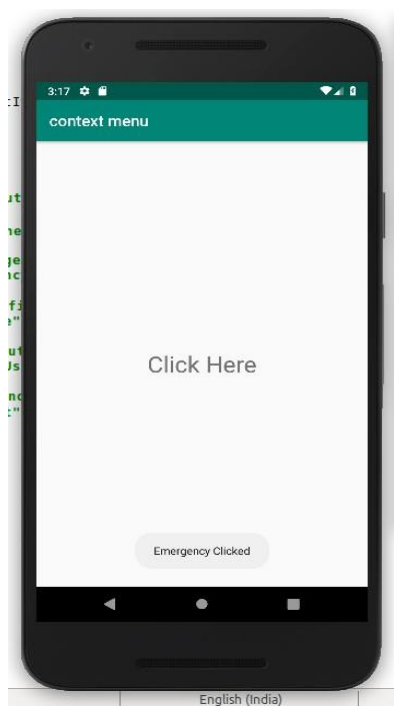 3:17
context menu
Click Here
Emergency Clicked
English (India)